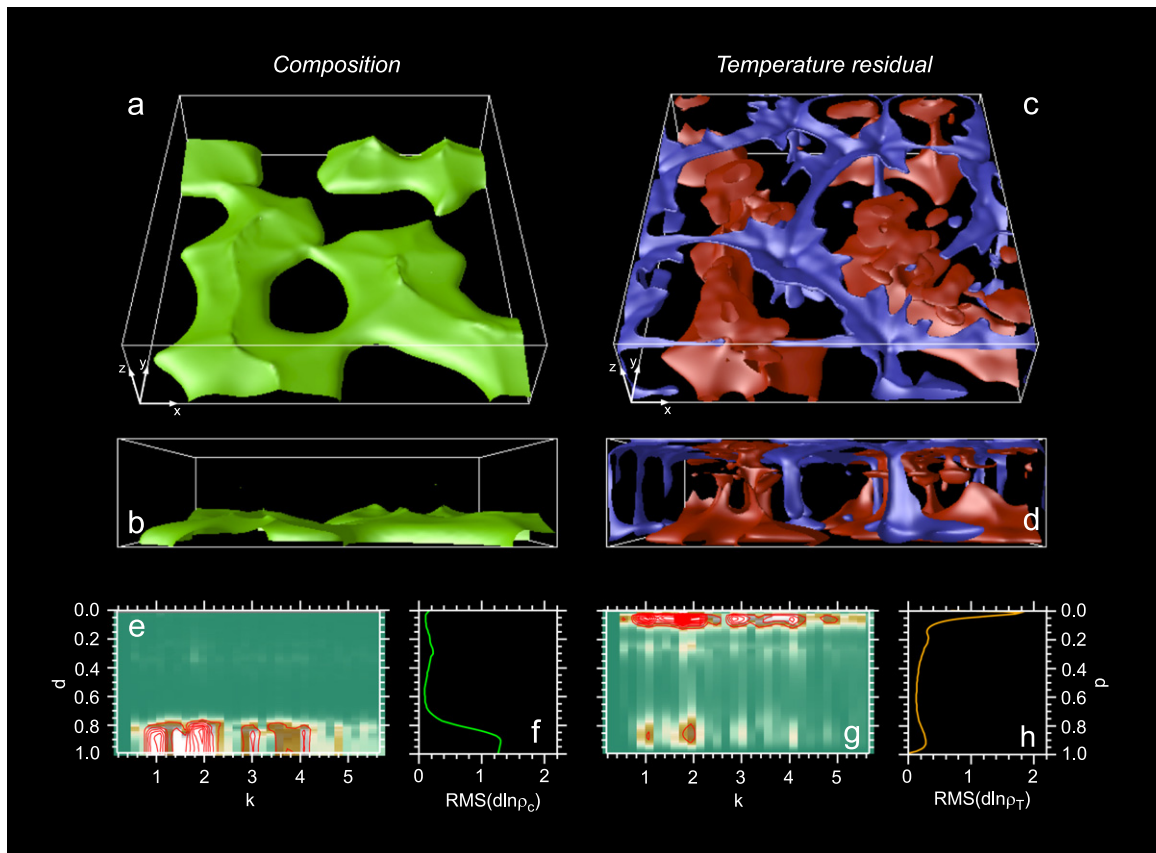 Composition
Temperature residual
a
c
z y x
z y x
b
d
0.0
0.2
0.4
0.6
0.8
1.0
d
e
1 2 3 4 5
k
f
0 1 2
RMS(dlnρc)
g
1 2 3 4 5
k
h
0 1 2
RMS(dlnρT)
0.0
0.2
0.4
0.6
0.8
1.0
d